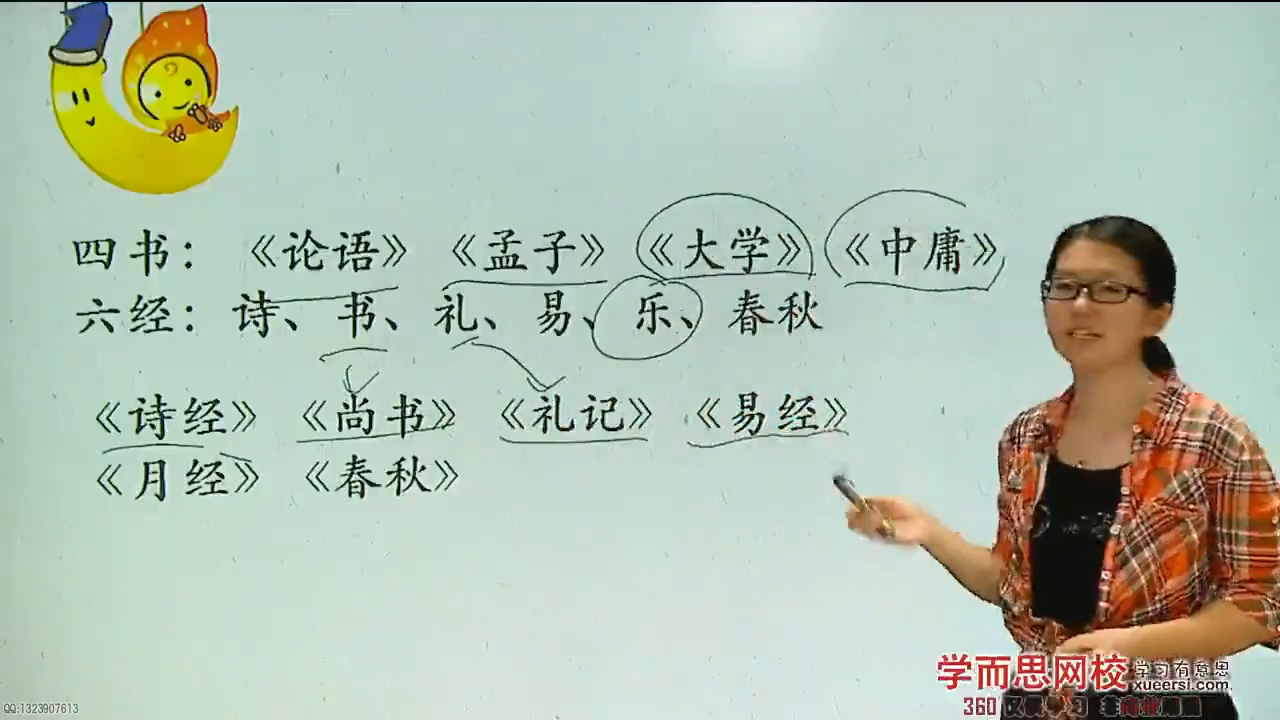 四书：《论语》《孟子》《大学》《中庸》
六经：诗、书、礼、易、乐、春秋
《诗经》《尚书》《礼记》《易经》
《月经》《春秋》
学而思网校 学习有意思
xueersi.com
360
QQ:1323907613